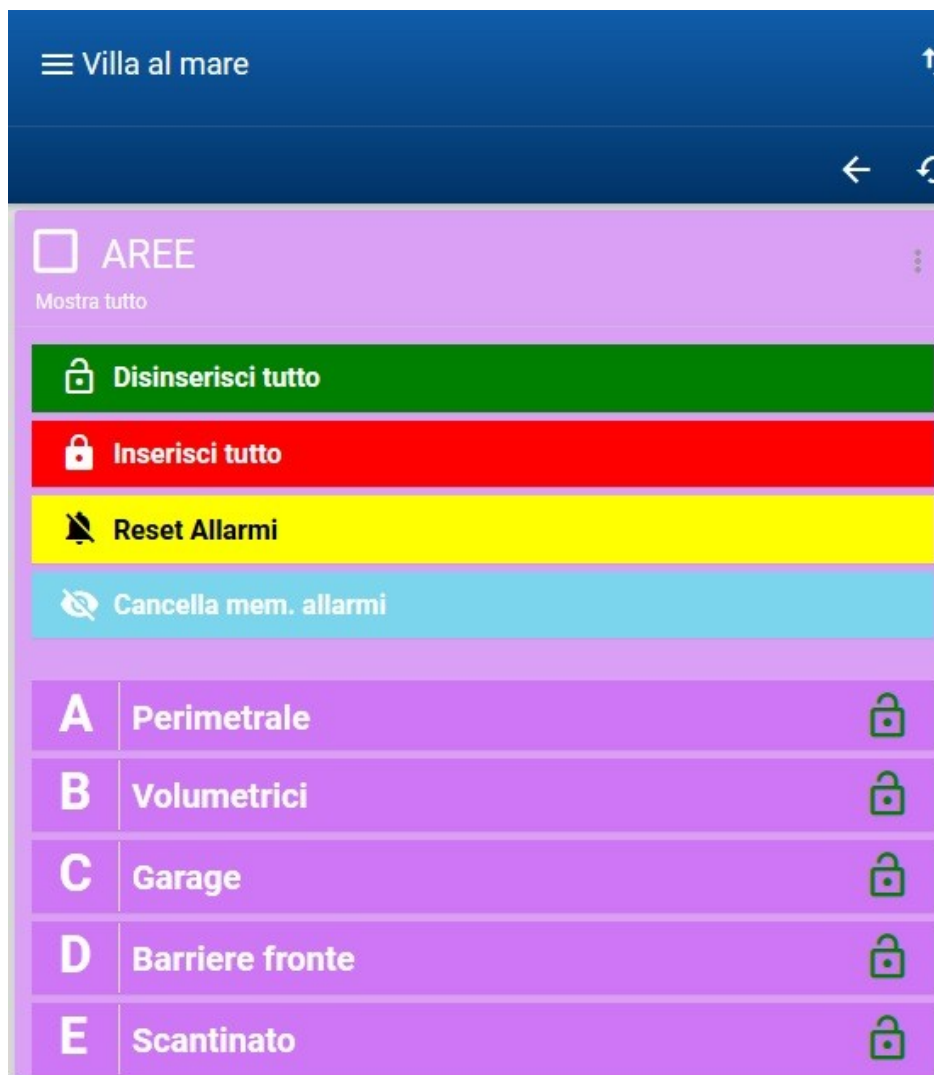 Villa al mare
AREE
Mostra tutto
Disinserisci tutto
Inserisci tutto
Reset Allarmi
Cancella mem. allarmi
A Perimetrale
B Volumetrici
C Garage
D Barriere fronte
E Scantinato